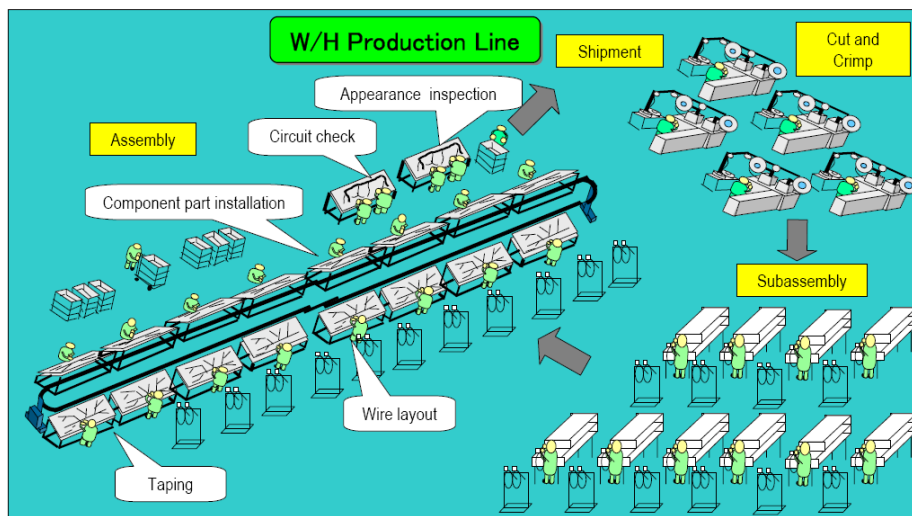 W/H Production Line
Shipment
Cut and
Crimp
Appearance inspection
Circuit check
Assembly
Component part installation
Subassembly
Wire layout
Taping